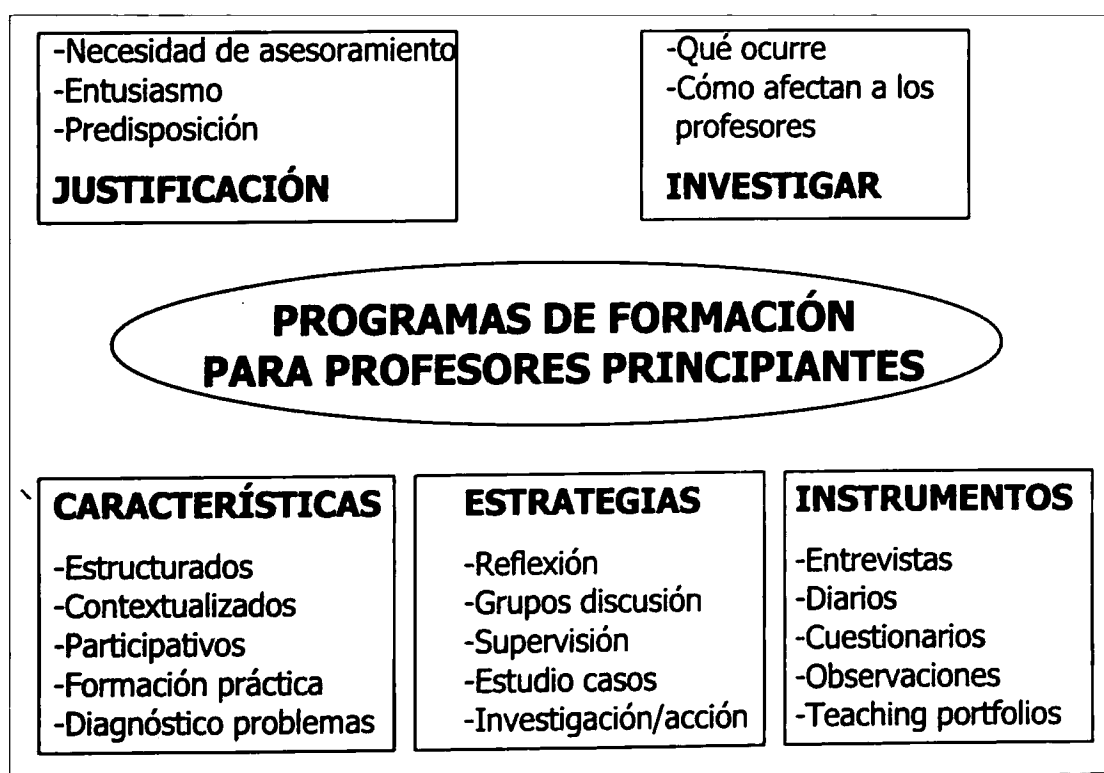 -Necesidad de asesoramiento
-Entusiasmo
-Predisposición
JUSTIFICACIÓN
-Qué ocurre
-Cómo afectan a los
profesores
INVESTIGAR
PROGRAMAS DE FORMACIÓN
PARA PROFESORES PRINCIPIANTES
CARACTERÍSTICAS
-Estructurados
-Contextualizados
-Participativos
-Formación práctica
-Diagnóstico problemas
ESTRATEGIAS
-Reflexión
-Grupos discusión
-Supervisión
-Estudio casos
-Investigación/acción
INSTRUMENTOS
-Entrevistas
-Diarios
-Cuestionarios
-Observaciones
-Teaching portfolios